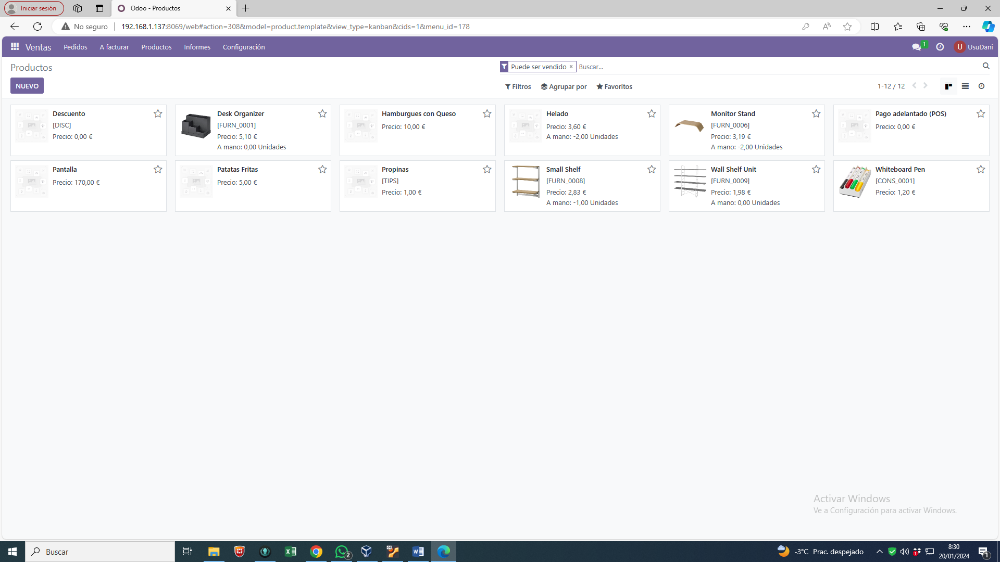 Iniciar sesión
Odoo - Productos
No seguro
192.168.1.137:8069/web#action=308&model=product.template&view_type=kanban&cids=1&menu_id=178
Ventas Pedidos A facturar Productos Informes Configuración
1
U UsuDani
Productos
Puede ser vendido × Buscar...
NUEVO
Filtros Agrupar por Favoritos
1-12 / 12
Descuento
[DISC]
Precio: 0,00 €
Desk Organizer
[FURN_0001]
Precio: 5,10 €
A mano: 0,00 Unidades
Hamburgues con Queso
Precio: 10,00 €
Helado
Precio: 3,60 €
A mano: -2,00 Unidades
Monitor Stand
[FURN_0006]
Precio: 3,19 €
A mano: -2,00 Unidades
Pago adelantado (POS)
Precio: 0,00 €
Pantalla
Precio: 170,00 €
Patatas Fritas
Precio: 5,00 €
Propinas
[TIPS]
Precio: 1,00 €
Small Shelf
[FURN_0008]
Precio: 2,83 €
A mano: -1,00 Unidades
Wall Shelf Unit
[FURN_0009]
Precio: 1,98 €
A mano: 0,00 Unidades
Whiteboard Pen
[CONS_0001]
Precio: 1,20 €
Activar Windows
Ve a Configuración para activar Windows.
Buscar
2
64
-3°C Prac. despejado
1
8:30
20/01/2024
1